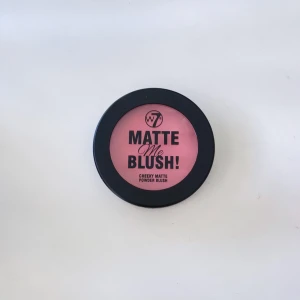 W7
MATTE
Me
BLUSH!
CHEEKY MATTE
POWDER BLUSH